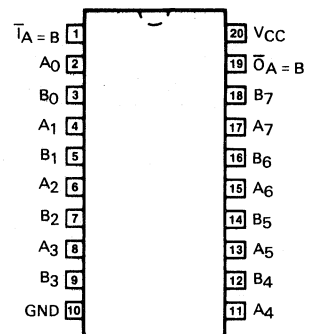 ĪA = B 1 20 VCC
A0 2 19 ŌA = B
B0 3 18 B7
A1 4 17 A7
B1 5 16 B6
A2 6 15 A6
B2 7 14 B5
A3 8 13 A5
B3 9 12 B4
GND 10 11 A4